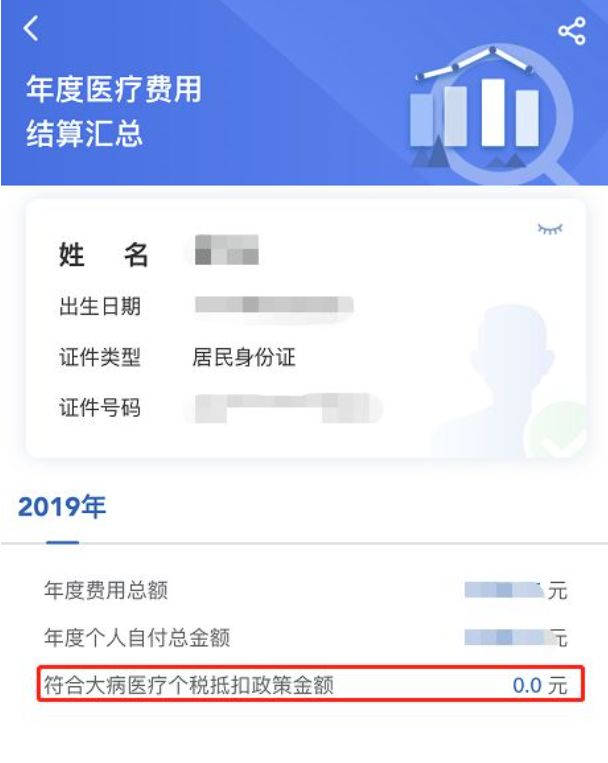 年度医疗费用
结算汇总
姓 名
出生日期
证件类型 居民身份证
证件号码
2019年
年度费用总额 元
年度个人自付总金额 元
符合大病医疗个税抵扣政策金额 0.0 元